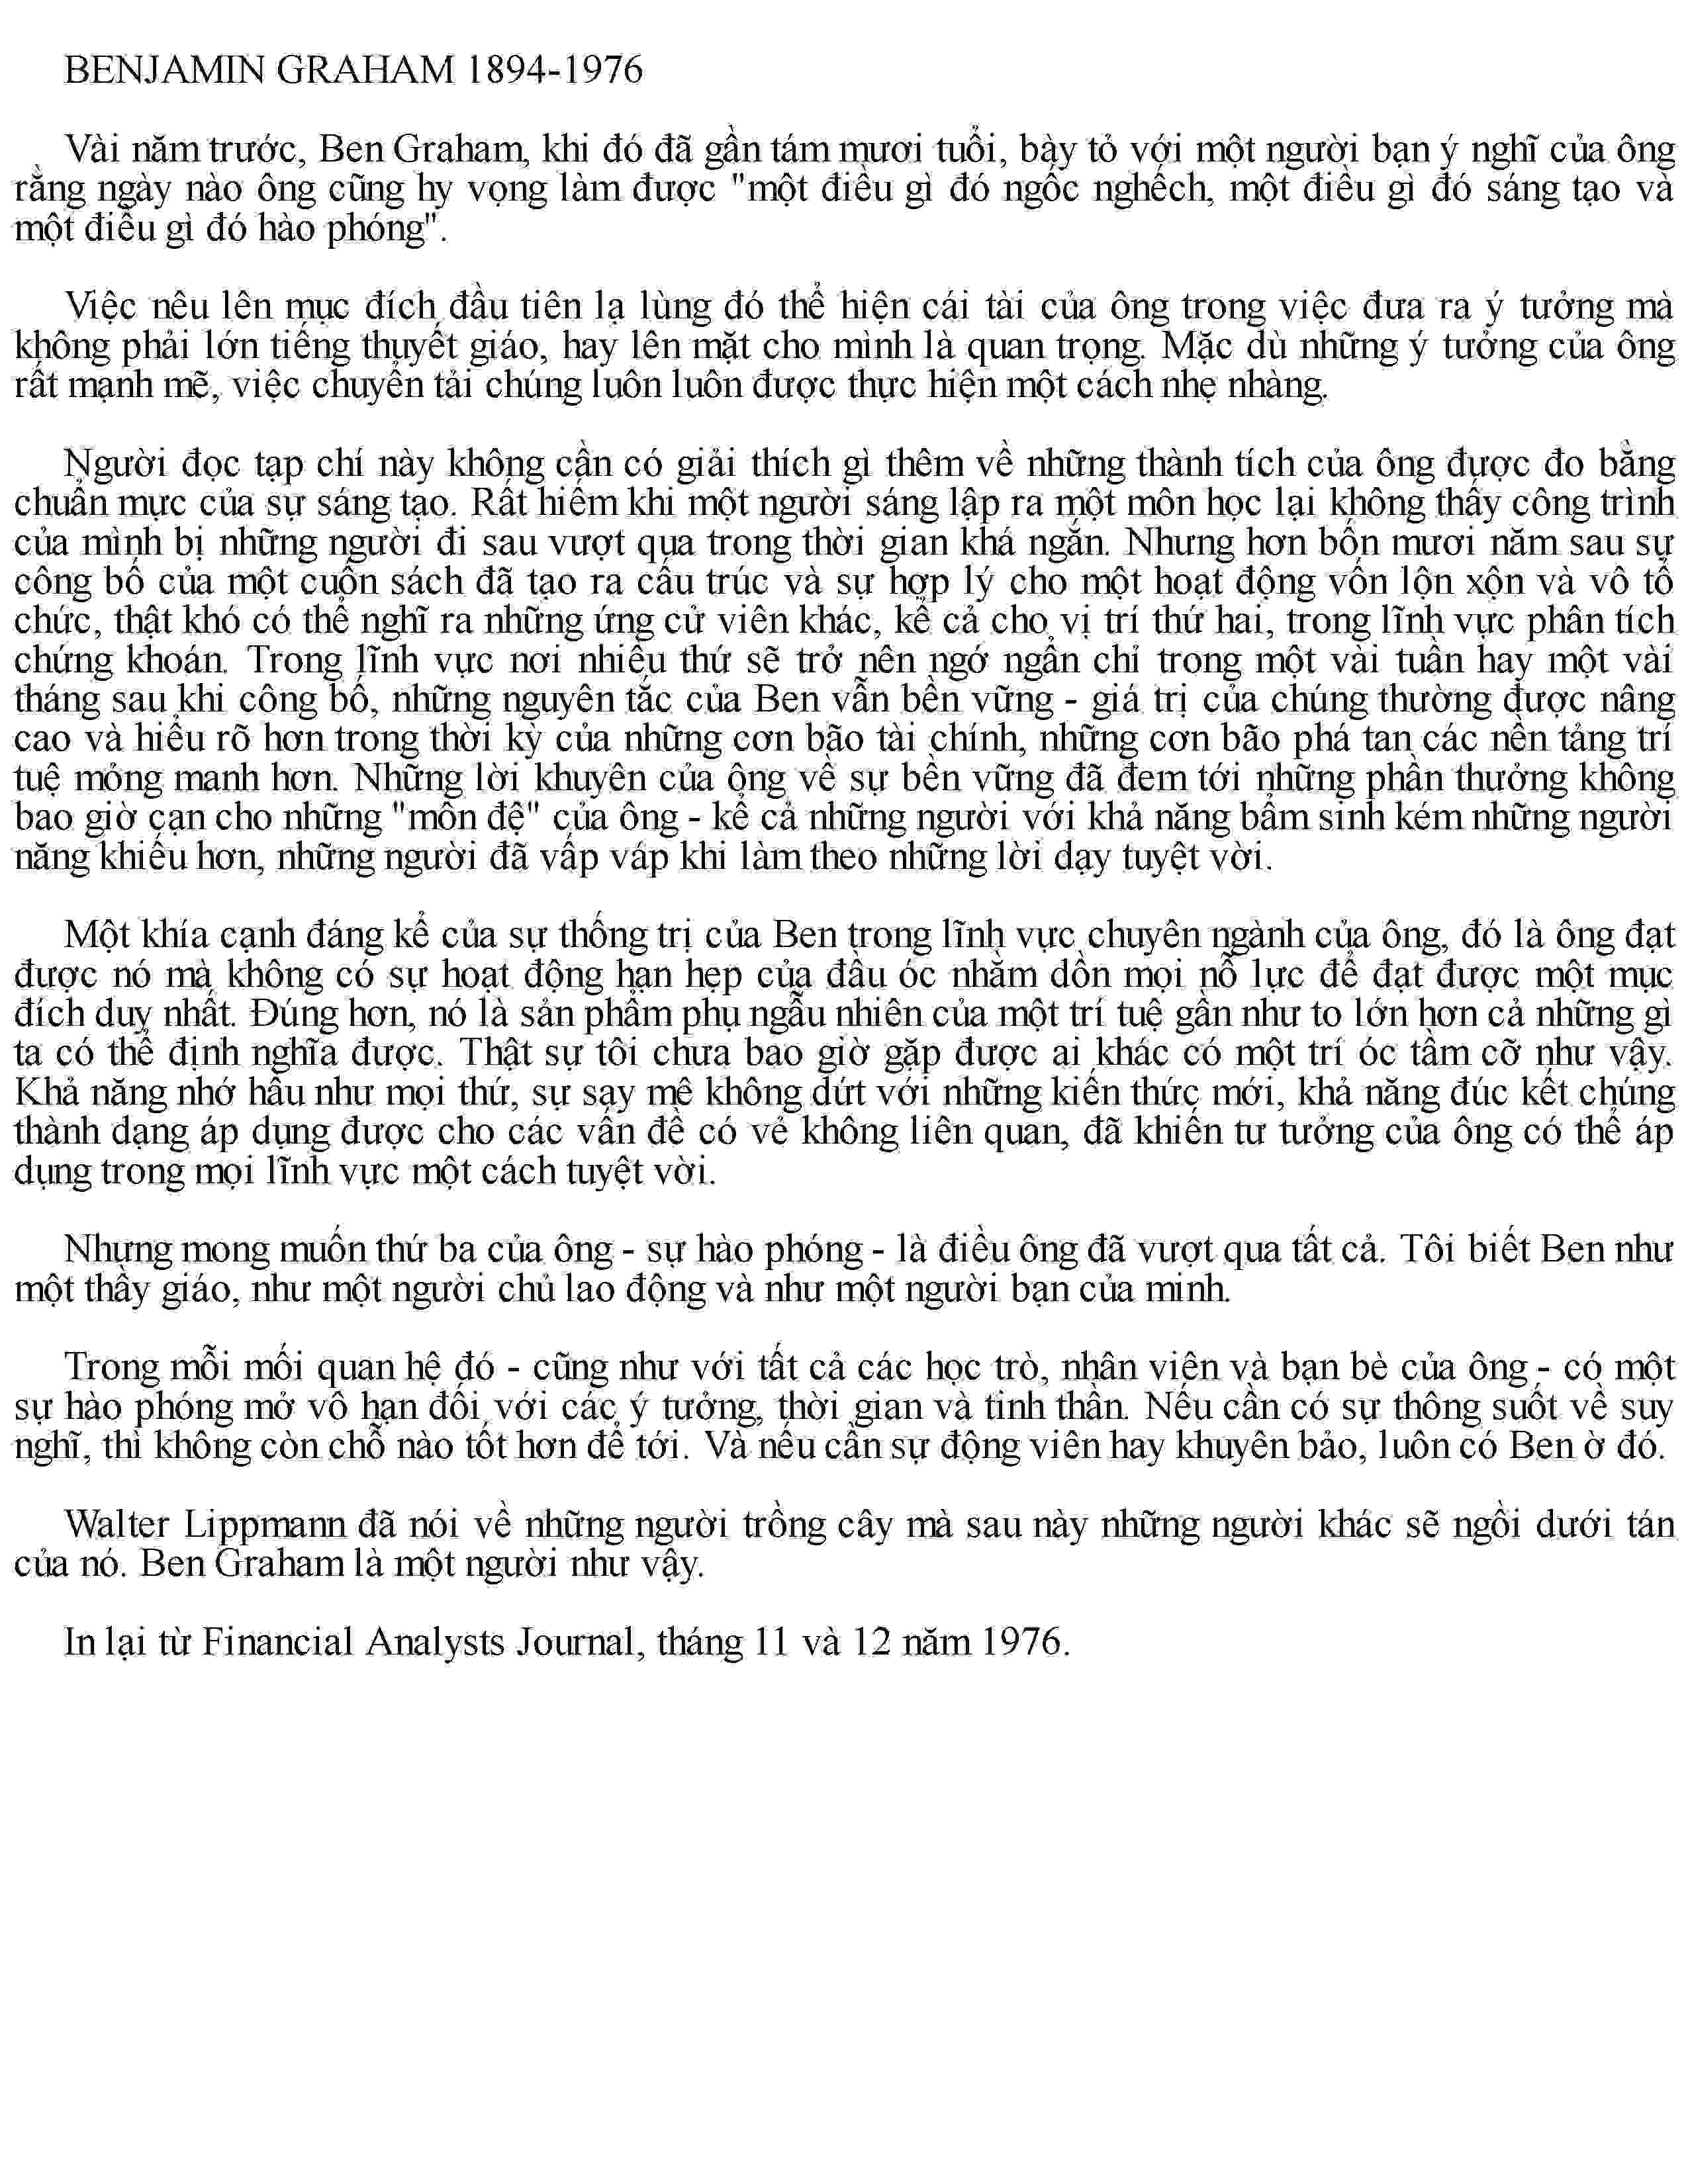 BENJAMIN GRAHAM 1894-1976
Vài năm trước, Ben Graham, khi đó đã gần tám mươi tuổi, bày tỏ với một người bạn ý nghĩ của ông
rằng ngày nào ông cũng hy vọng làm được "một điều gì đó ngốc nghếch, một điều gì đó sáng tạo và
một điều gì đó hào phóng".
Việc nêu lên mục đích đầu tiên lạ lùng đó thể hiện cái tài của ông trong việc đưa ra ý tưởng mà
không phải lớn tiếng thuyết giáo, hay lên mặt cho mình là quan trọng. Mặc dù những ý tưởng của ông
rất mạnh mẽ, việc chuyển tải chúng luôn luôn được thực hiện một cách nhẹ nhàng.
Người đọc tạp chí này không cần có giải thích gì thêm về những thành tích của ông được đo bằng
chuẩn mực của sự sáng tạo. Rất hiếm khi một người sáng lập ra một môn học lại không thấy công trình
của mình bị những người đi sau vượt qua trong thời gian khá ngắn. Nhưng hơn bốn mươi năm sau sự
công bố của một cuốn sách đã tạo ra cấu trúc và sự hợp lý cho một hoạt động vốn lộn xộn và vô tổ
chức, thật khó có thể nghĩ ra những ứng cử viên khác, kể cả cho vị trí thứ hai, trong lĩnh vực phân tích
chứng khoán. Trong lĩnh vực nơi nhiều thứ sẽ trở nên ngớ ngẩn chỉ trong một vài tuần hay một vài
tháng sau khi công bố, những nguyên tắc của Ben vẫn bền vững - giá trị của chúng thường được nâng
cao và hiểu rõ hơn trong thời kỳ của những cơn bão tài chính, những cơn bão phá tan các nền tảng trí
tuệ mỏng manh hơn. Những lời khuyên của ông về sự bền vững đã đem tới những phần thưởng không
bao giờ cạn cho những "môn đệ" của ông - kể cả những người với khả năng bẩm sinh kém những người
năng khiếu hơn, những người đã vấp váp khi làm theo những lời dạy tuyệt vời.
Một khía cạnh đáng kể của sự thống trị của Ben trong lĩnh vực chuyên ngành của ông, đó là ông đạt
được nó mà không có sự hoạt động hạn hẹp của đầu óc nhằm dồn mọi nỗ lực để đạt được một mục
đích duy nhất. Đúng hơn, nó là sản phẩm phụ ngẫu nhiên của một trí tuệ gần như to lớn hơn cả những gì
ta có thể định nghĩa được. Thật sự tôi chưa bao giờ gặp được ai khác có một trí óc tầm cỡ như vậy.
Khả năng nhớ hầu như mọi thứ, sự say mê không dứt với những kiến thức mới, khả năng đúc kết chúng
thành dạng áp dụng được cho các vấn đề có vẻ không liên quan, đã khiến tư tưởng của ông có thể áp
dụng trong mọi lĩnh vực một cách tuyệt vời.
Nhưng mong muốn thứ ba của ông - sự hào phóng - là điều ông đã vượt qua tất cả. Tôi biết Ben như
một thầy giáo, như một người chủ lao động và như một người bạn của minh.
Trong mỗi mối quan hệ đó - cũng như với tất cả các học trò, nhân viên và bạn bè của ông - có một
sự hào phóng mở vô hạn đối với các ý tưởng, thời gian và tinh thần. Nếu cần có sự thông suốt về suy
nghĩ, thì không còn chỗ nào tốt hơn để tới. Và nếu cần sự động viên hay khuyên bảo, luôn có Ben ờ đó.
Walter Lippmann đã nói về những người trồng cây mà sau này những người khác sẽ ngồi dưới tán
của nó. Ben Graham là một người như vậy.
In lại từ Financial Analysts Journal, tháng 11 và 12 năm 1976.